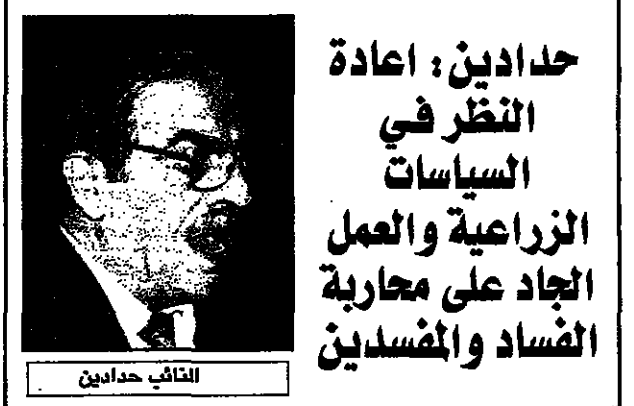 حدادين: اعادة
النظر في
السياسات
الزراعية والعمل
الجاد على محاربة
الفساد والمفسدين
النائب حدادين